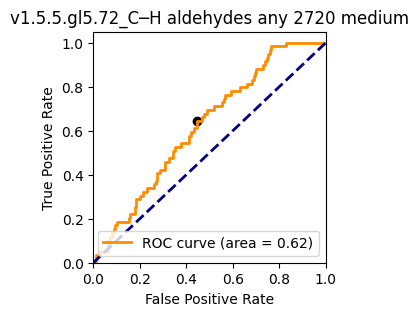 v1.5.5.gl5.72_C─H aldehydes any 2720 medium
1.0
0.8
0.6
0.4
0.2
0.0
True Positive Rate
ROC curve (area = 0.62)
0.0 0.2 0.4 0.6 0.8 1.0
False Positive Rate